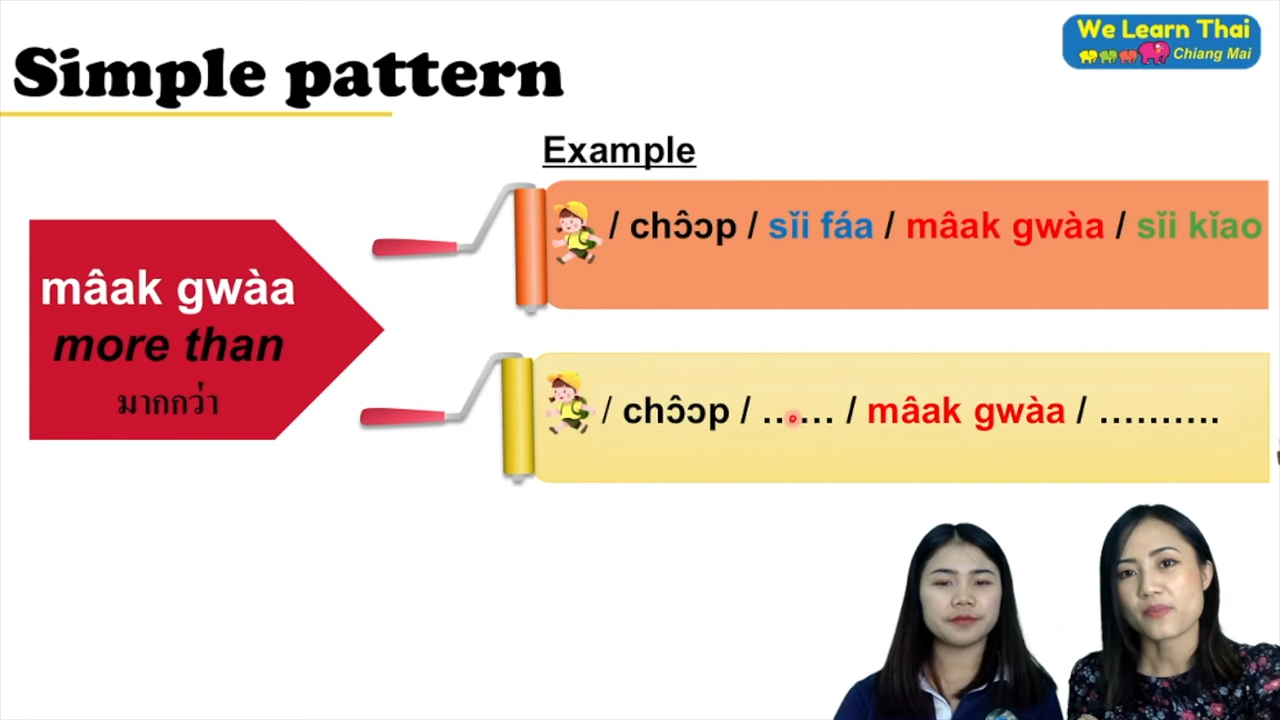 We Learn Thai
Chiang Mai
Simple pattern
Example
/ chɔ̂ɔp / sǐi fáa / mâak gwàa / sǐi kǐao
mâak gwàa
more than
มากกว่า
/ chɔ̂ɔp / ...... / mâak gwàa / ..........